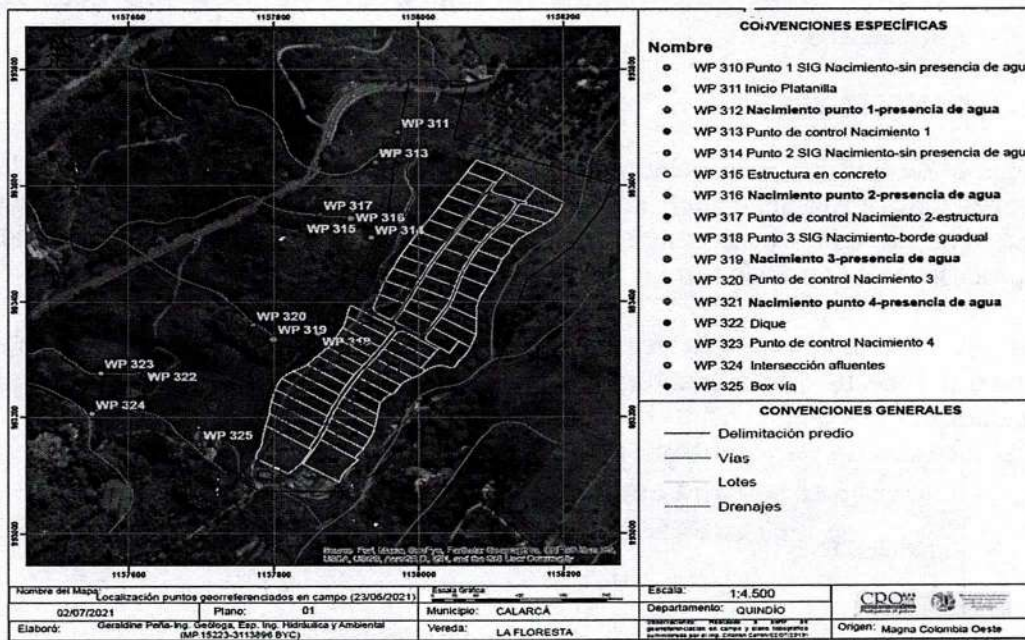 1157600 1157800 1158000 1158200
WP 311
WP 313
WP 317
WP 316
WP 315
WP 314
WP 320
WP 319
WP 318
WP 323
WP 322
WP 324
WP 325
1157600 1157800 1158000 1158200
CONVENCIONES ESPECÍFICAS
Nombre
WP 310 Punto 1 SIG Nacimiento-sin presencia de agu
WP 311 Inicio Platanilla
WP 312 Nacimiento punto 1-presencia de agua
WP 313 Punto de control Nacimiento 1
WP 314 Punto 2 SIG Nacimiento-sin presencia de agu
WP 315 Estructura en concreto
WP 316 Nacimiento punto 2-presencia de agua
WP 317 Punto de control Nacimiento 2-estructura
WP 318 Punto 3 SIG Nacimiento-borde guadual
WP 319 Nacimiento 3-presencia de agua
WP 320 Punto de control Nacimiento 3
WP 321 Nacimiento punto 4-presencia de agua
WP 322 Dique
WP 323 Punto de control Nacimiento 4
WP 324 Intersección afluentes
WP 325 Box vía
CONVENCIONES GENERALES
Delimitación predio
Vías
Lotes
Drenajes
Nombre del Mapa: Localización puntos georreferenciados en campo (23/06/2021)
Escala Gráfica
Escala: 1:4.500
02/07/2021 Plano: 01
Municipio: CALARCÁ
Departamento: QUINDÍO
Elaboró: Geraldine Peña-Ing. Geóloga, Esp. Ing. Hidráulica y Ambiental
(MP 15223-3113896 BYC)
Vereda: LA FLORESTA
Origen: Magna Colombia Oeste